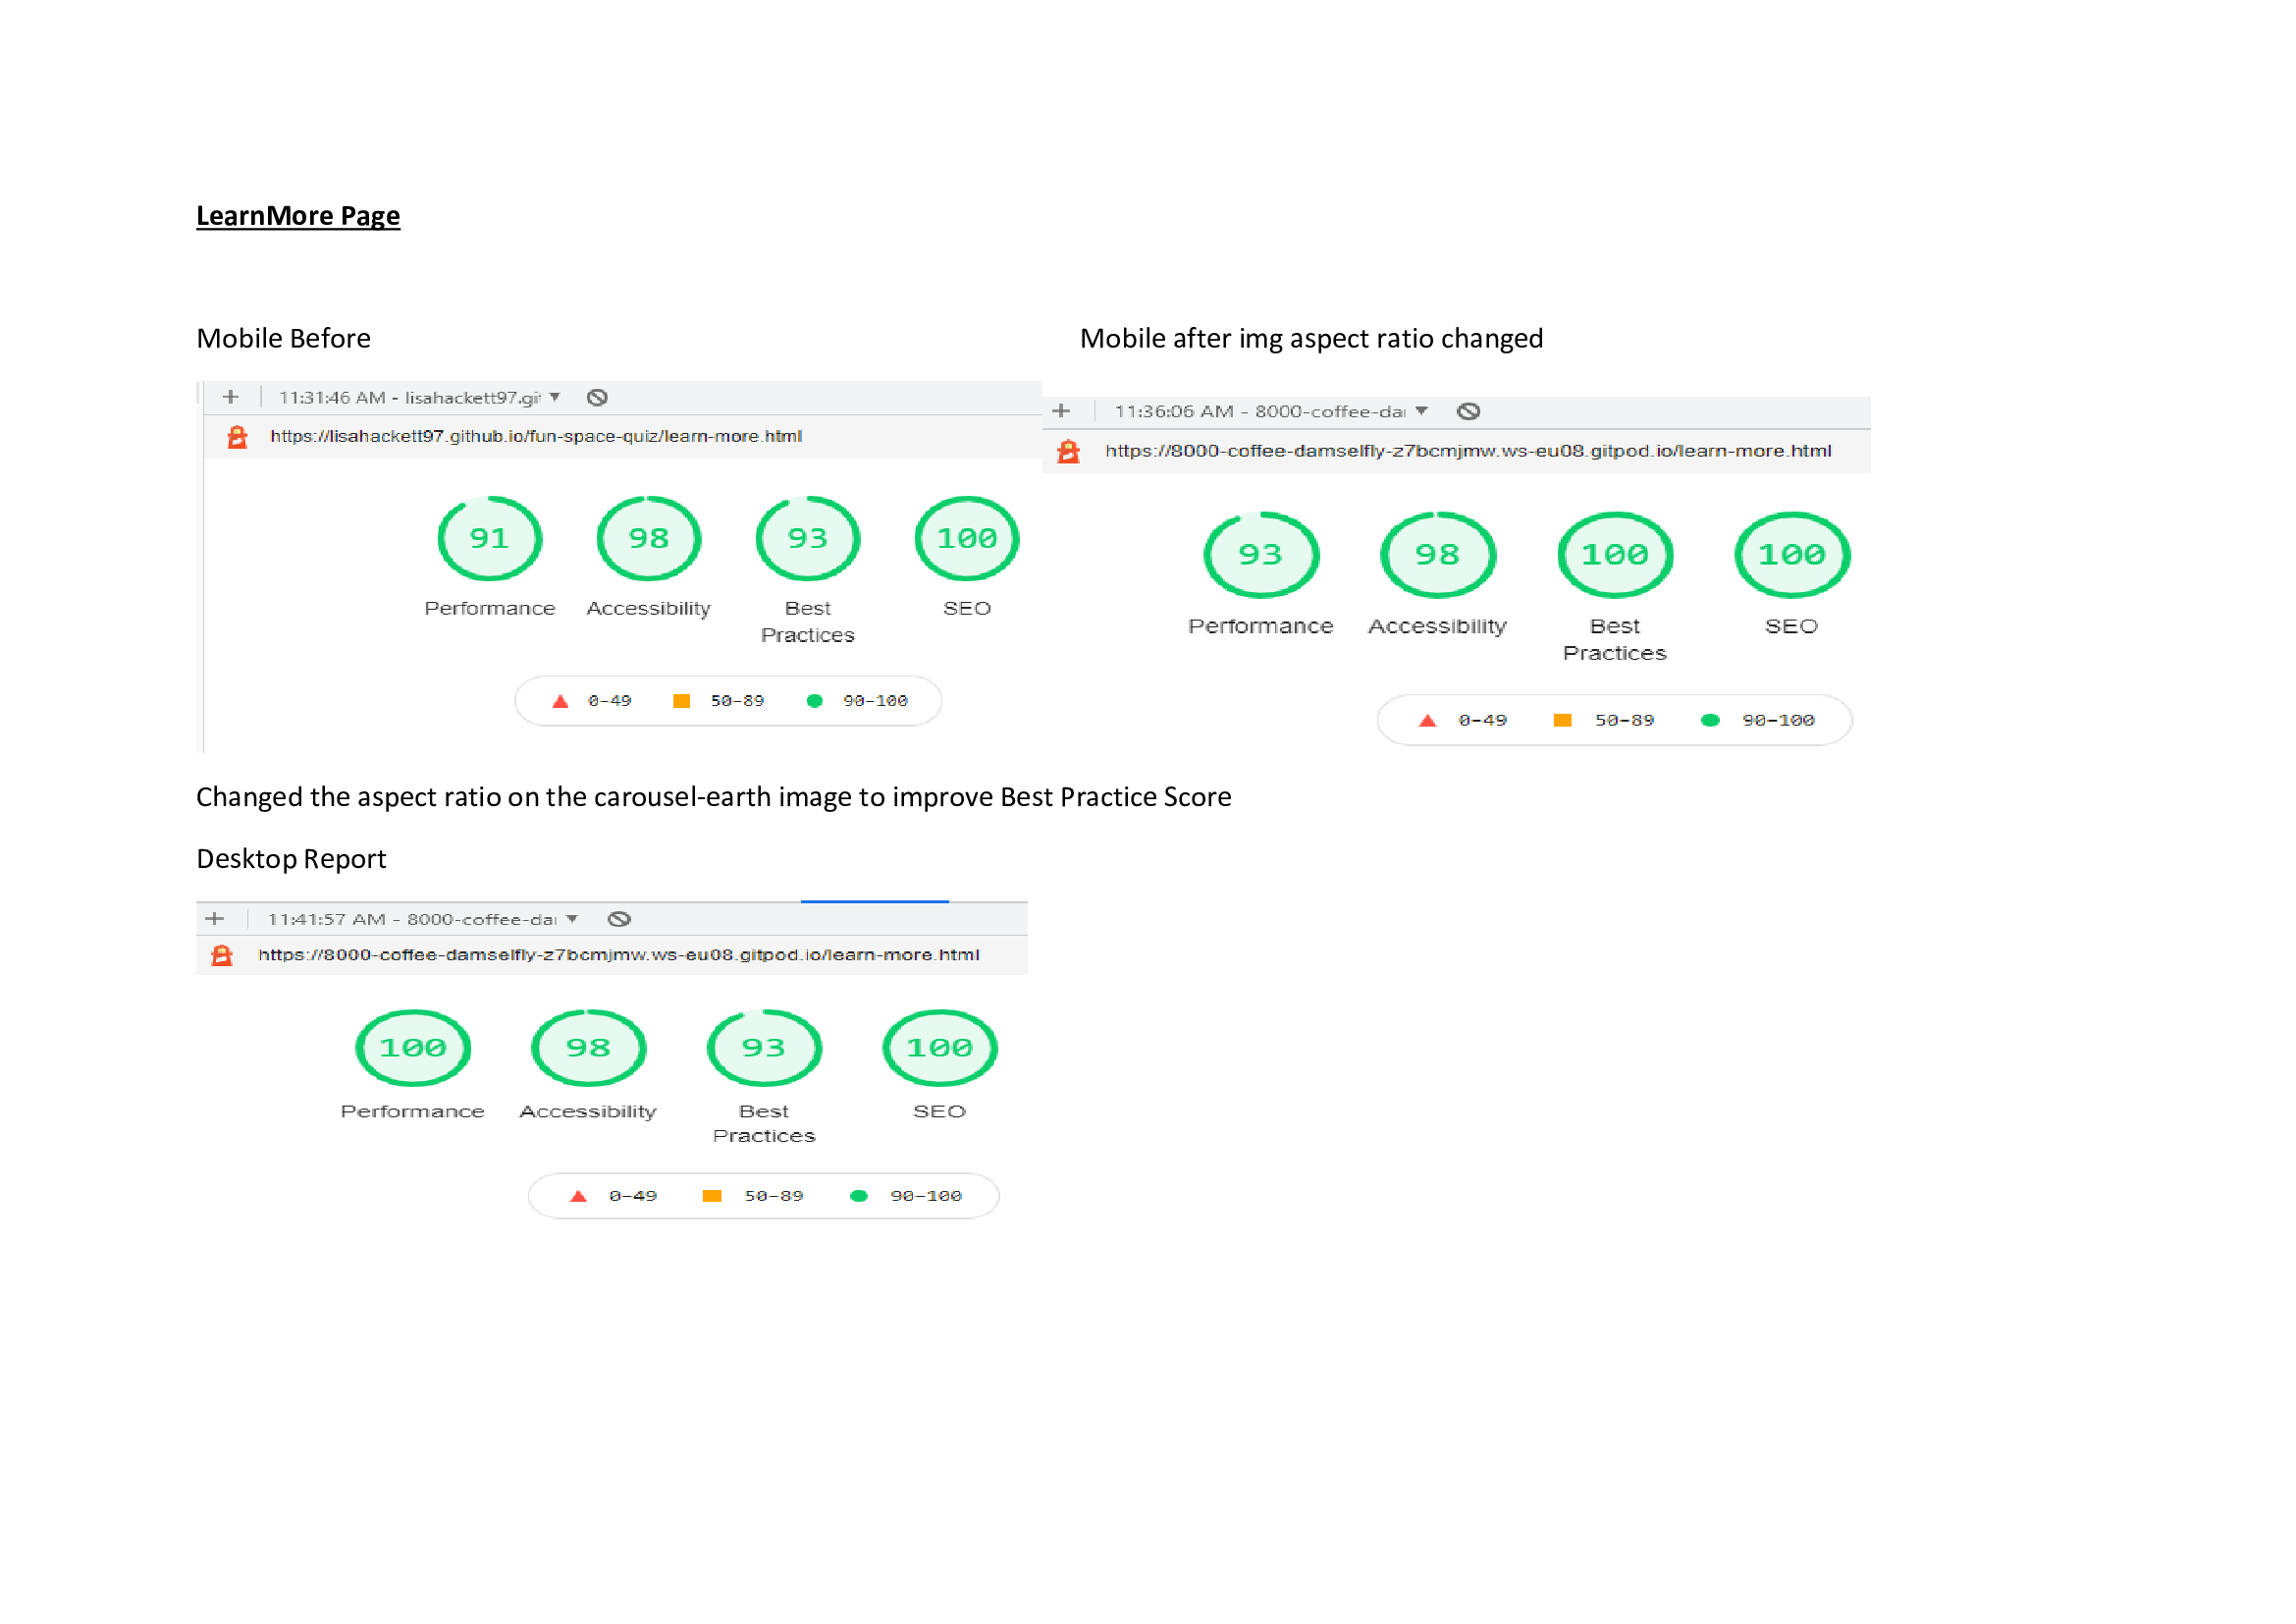 LearnMore Page
Mobile Before
Mobile after img aspect ratio changed
+ 11:31:46 AM - lisahackett97.git
https://lisahackett97.github.io/fun-space-quiz/learn-more.html
91 98 93 100
Performance Accessibility Best Practices SEO
0–49 50–89 90–100
+ 11:36:06 AM - 8000-coffee-da
https://8000-coffee-damselfly-z7bcmjmw.ws-eu08.gitpod.io/learn-more.html
93 98 100 100
Performance Accessibility Best Practices SEO
0–49 50–89 90–100
Changed the aspect ratio on the carousel-earth image to improve Best Practice Score
Desktop Report
+ 11:41:57 AM - 8000-coffee-da
https://8000-coffee-damselfly-z7bcmjmw.ws-eu08.gitpod.io/learn-more.html
100 98 93 100
Performance Accessibility Best Practices SEO
0–49 50–89 90–100